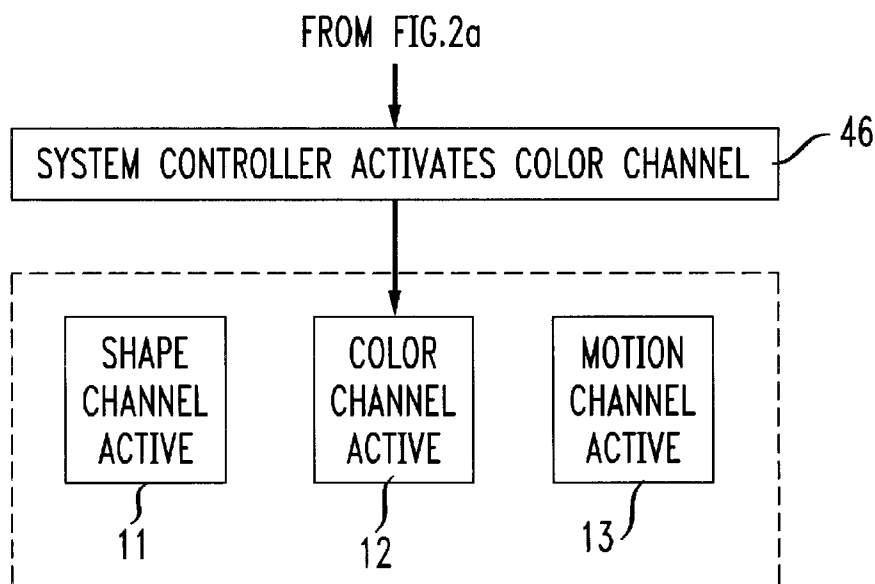 FROM FIG.2a
SYSTEM CONTROLLER ACTIVATES COLOR CHANNEL
46
SHAPE
CHANNEL
ACTIVE
11
COLOR
CHANNEL
ACTIVE
12
MOTION
CHANNEL
ACTIVE
13